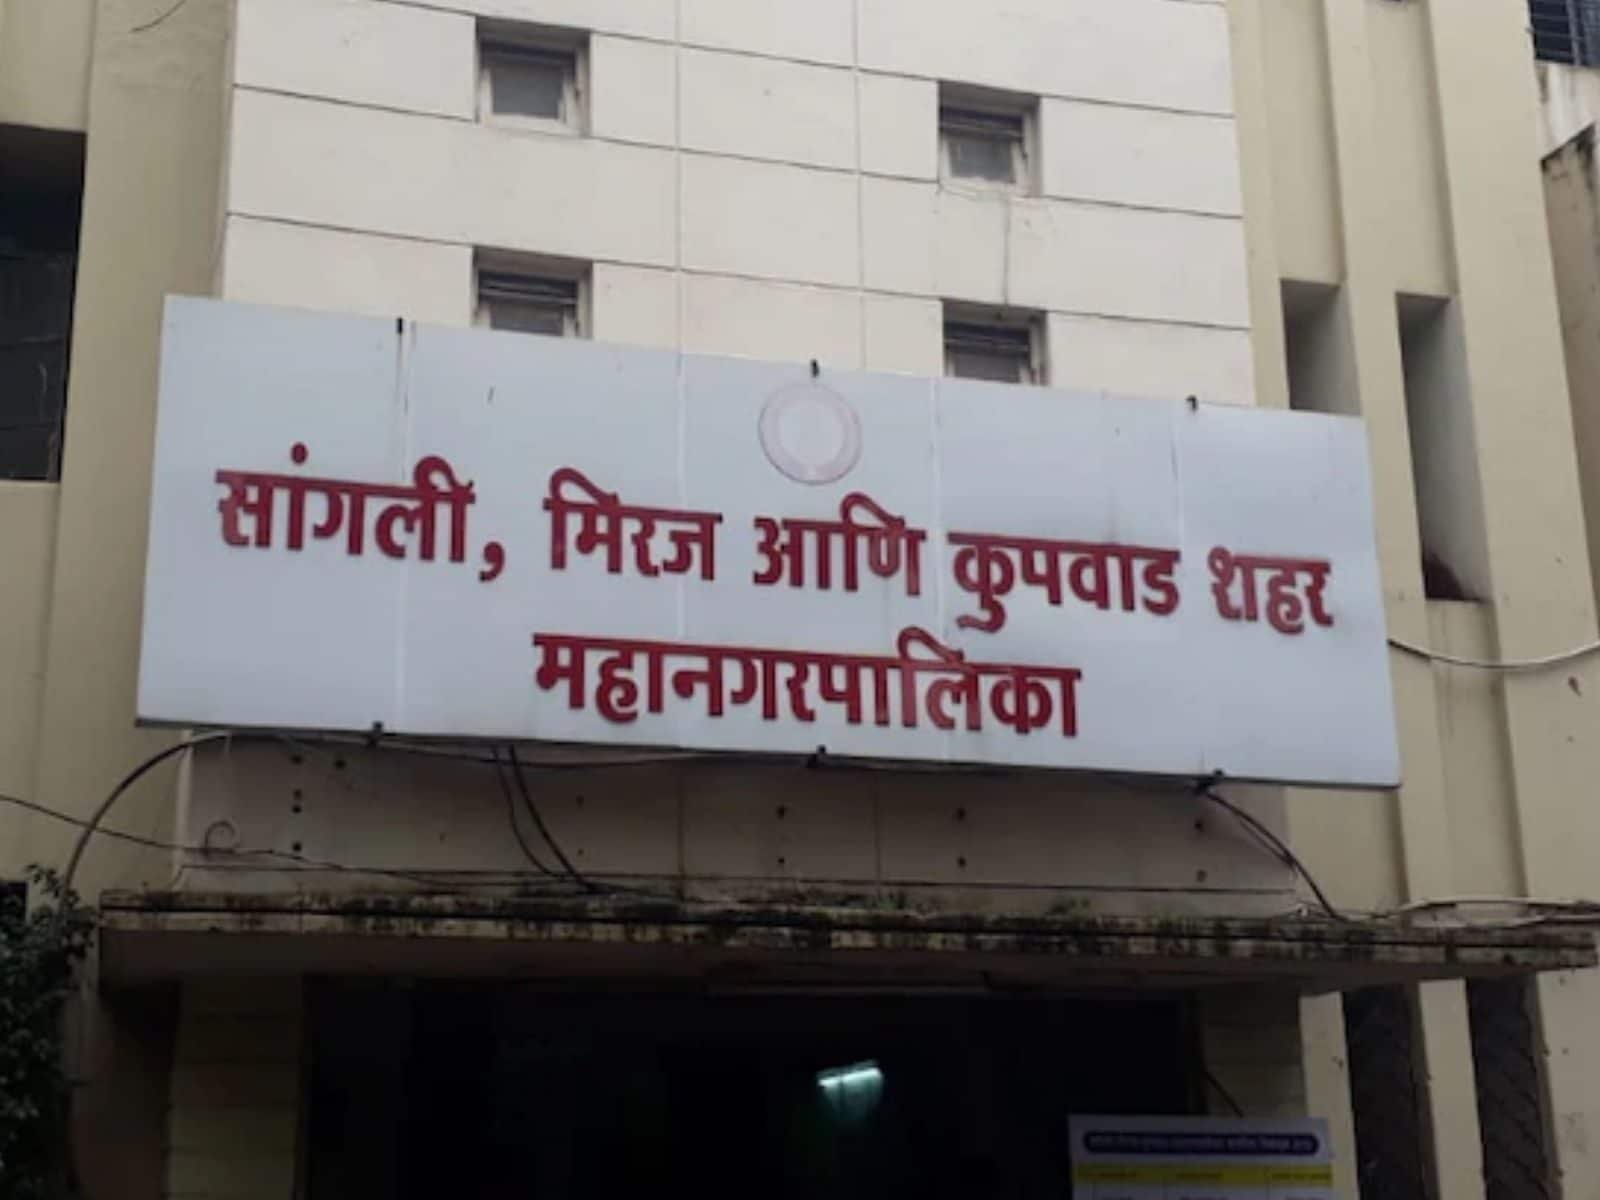 सांगली, मिरज आणि कुपवाड शहर
महानगरपालिका